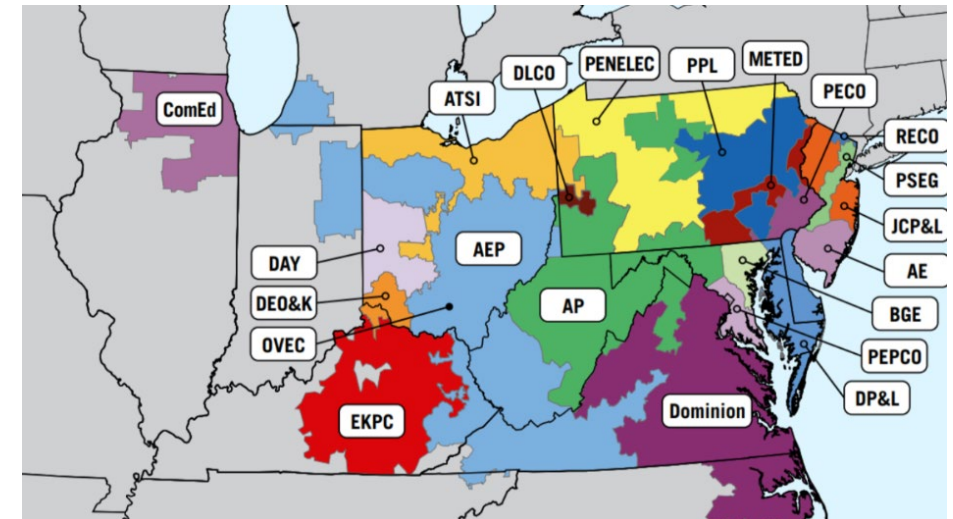 ComEd
ATSI
DLCO
PENELEC
PPL
METED
PECO
RECO
PSEG
JCP&L
AE
BGE
PEPCO
DP&L
DAY
DEO&K
OVEC
AEP
AP
EKPC
Dominion